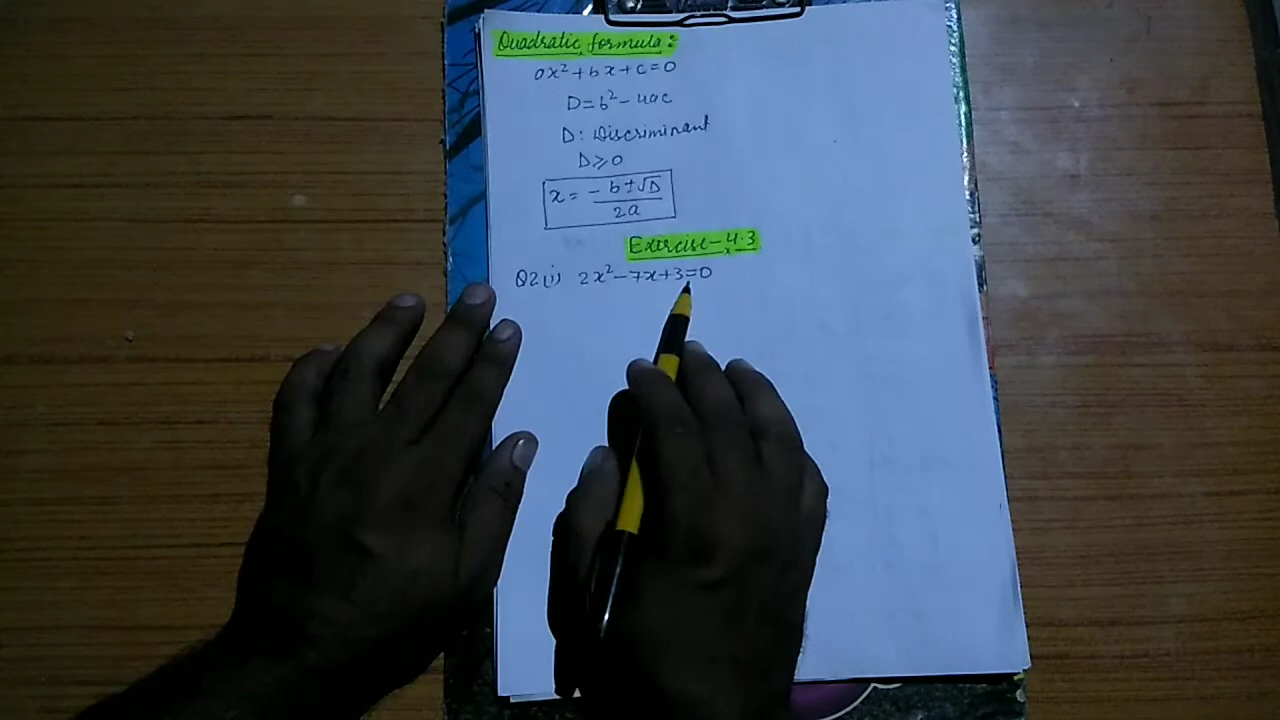 Quadratic formula:
ax²+bx+c=0
D=b²-4ac
D: Discriminant
D≥0
x = -b±√D / 2a
Exercise-4.3
Q2(i) 2x²-7x+3=0